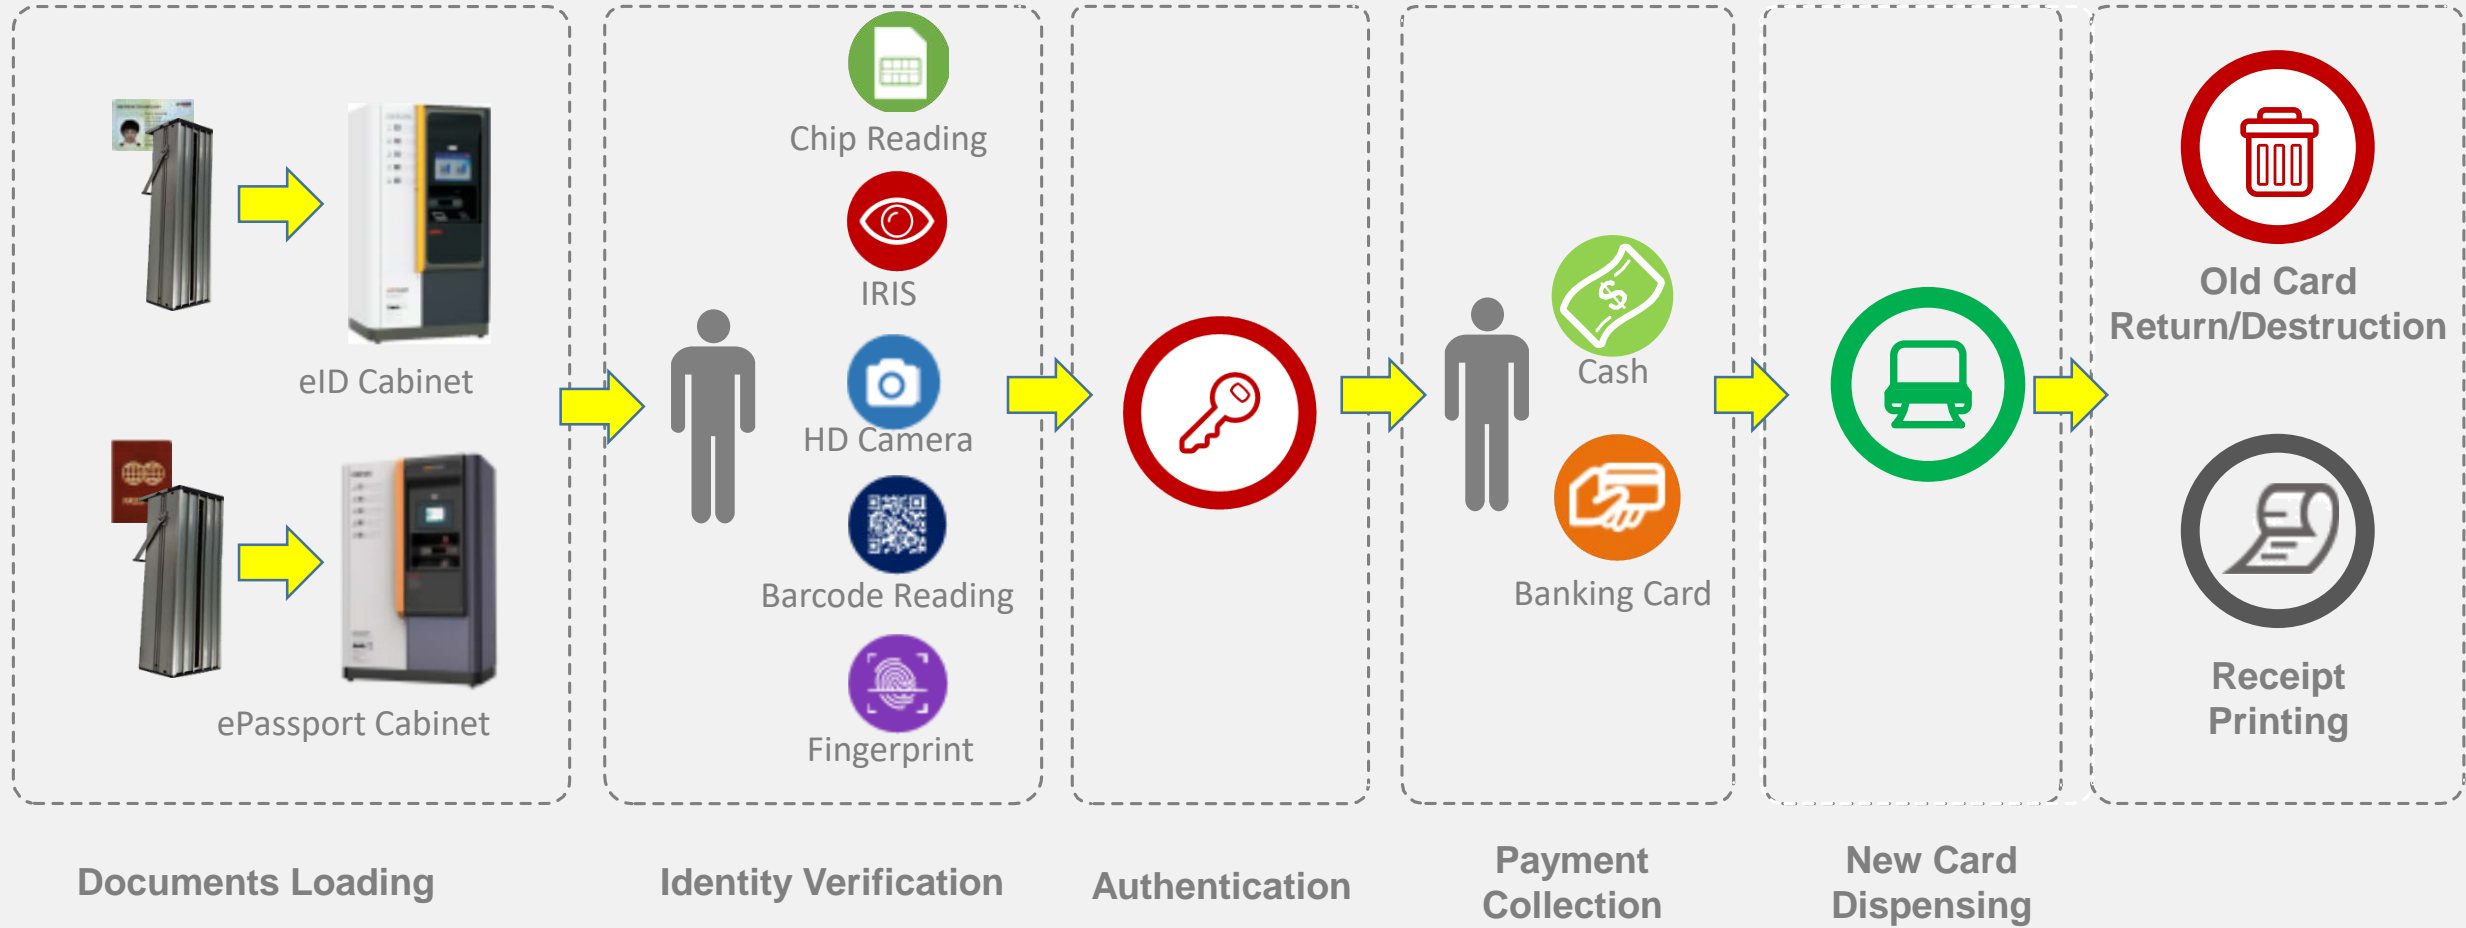 Chip Reading
IRIS
HD Camera
Barcode Reading
Fingerprint
eID Cabinet
ePassport Cabinet
Cash
Banking Card
Old Card
Return/Destruction
Receipt
Printing
Documents Loading
Identity Verification
Authentication
Payment
Collection
New Card
Dispensing